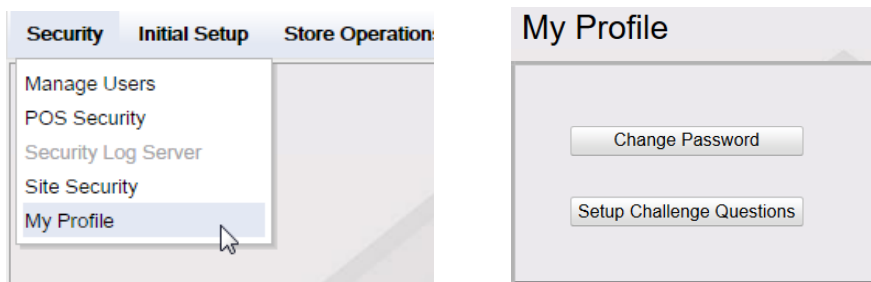 Security Initial Setup Store Operations
Manage Users
POS Security
Security Log Server
Site Security
My Profile
My Profile
Change Password
Setup Challenge Questions